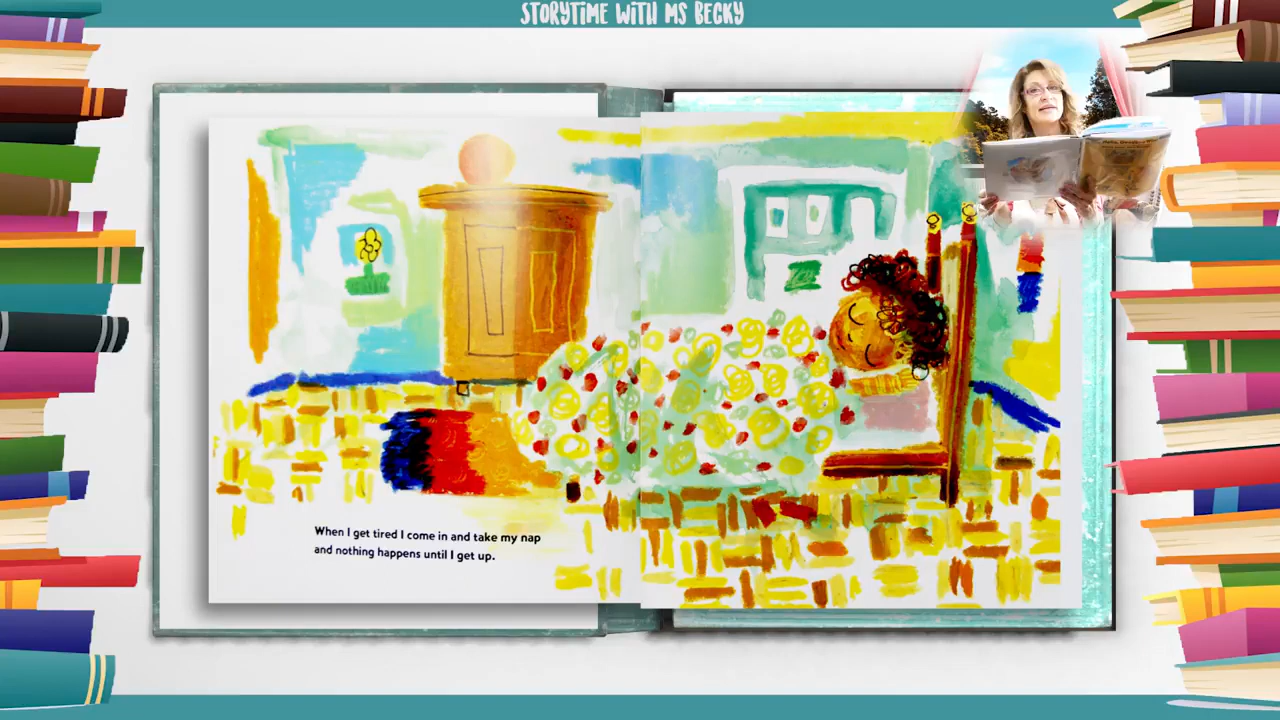 STORYTIME WITH MS BECKY
When I get tired I come in and take my nap
and nothing happens until I get up.